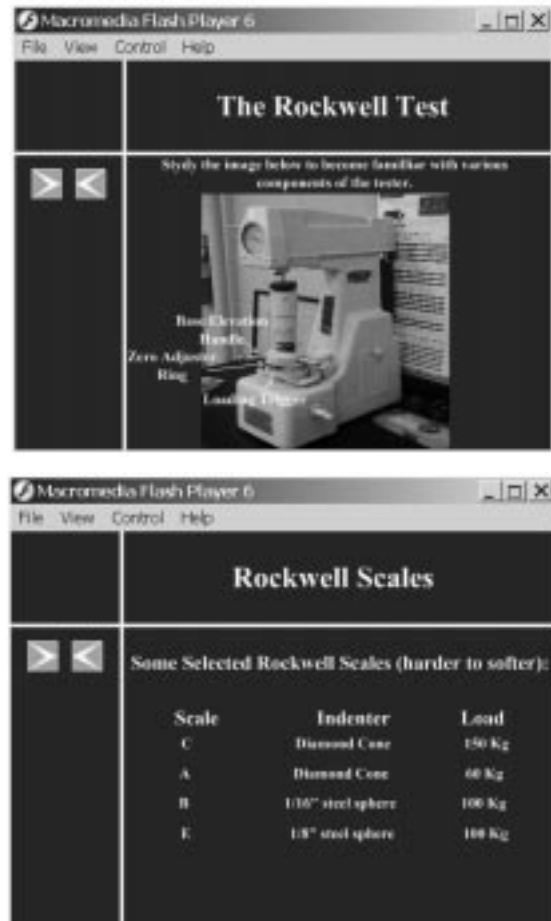 Macromedia Flash Player 6
File View Control Help
The Rockwell Test
Stydy the image below to become familiar with various
components of the tester.
Base Elevation
Handle
Zero Adjuster
Ring
Loading Trigger
Macromedia Flash Player 6
File View Control Help
Rockwell Scales
Some Selected Rockwell Scales (harder to softer):
Scale Indenter Load
C Diamond Cone 150 Kg
A Diamond Cone 60 Kg
B 1/16" steel sphere 100 Kg
E 1/8" steel sphere 100 Kg